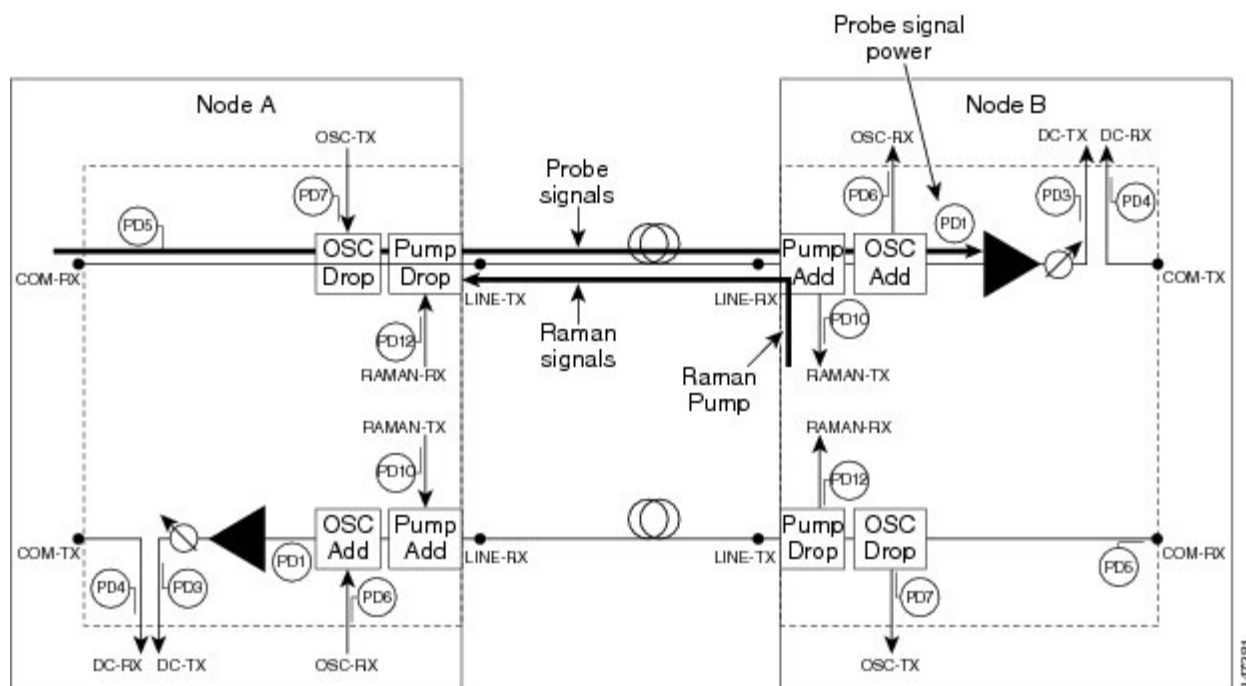 Probe signal
power
Node A
Node B
OSC-TX
OSC-RX
DC-TX
DC-RX
PD7
Probe
signals
PD6
PD1
PD3
PD4
PD5
OSC
Drop
Pump
Drop
Pump
Add
OSC
Add
COM-RX
LINE-TX
LINE-RX
COM-TX
PD12
Raman
signals
PD10
RAMAN-RX
Raman
Pump
RAMAN-TX
RAMAN-TX
RAMAN-RX
PD10
PD12
OSC
Add
Pump
Add
Pump
Drop
OSC
Drop
COM-TX
PD1
LINE-RX
LINE-TX
COM-RX
PD4
PD3
PD6
PD7
PD5
DC-RX
DC-TX
OSC-RX
OSC-TX